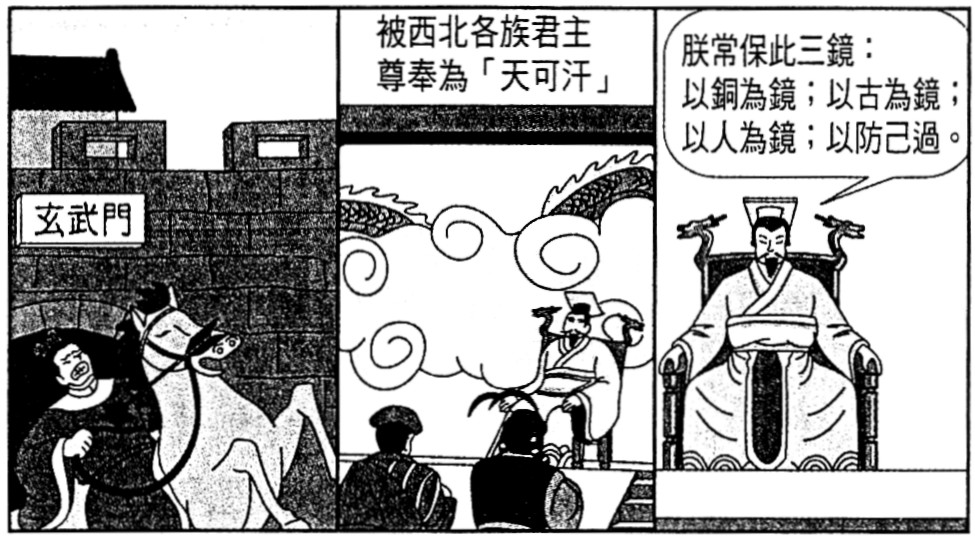 玄武門
被西北各族君主
尊奉為「天可汗」
朕常保此三鏡：
以銅為鏡；以古為鏡；
以人為鏡；以防己過。